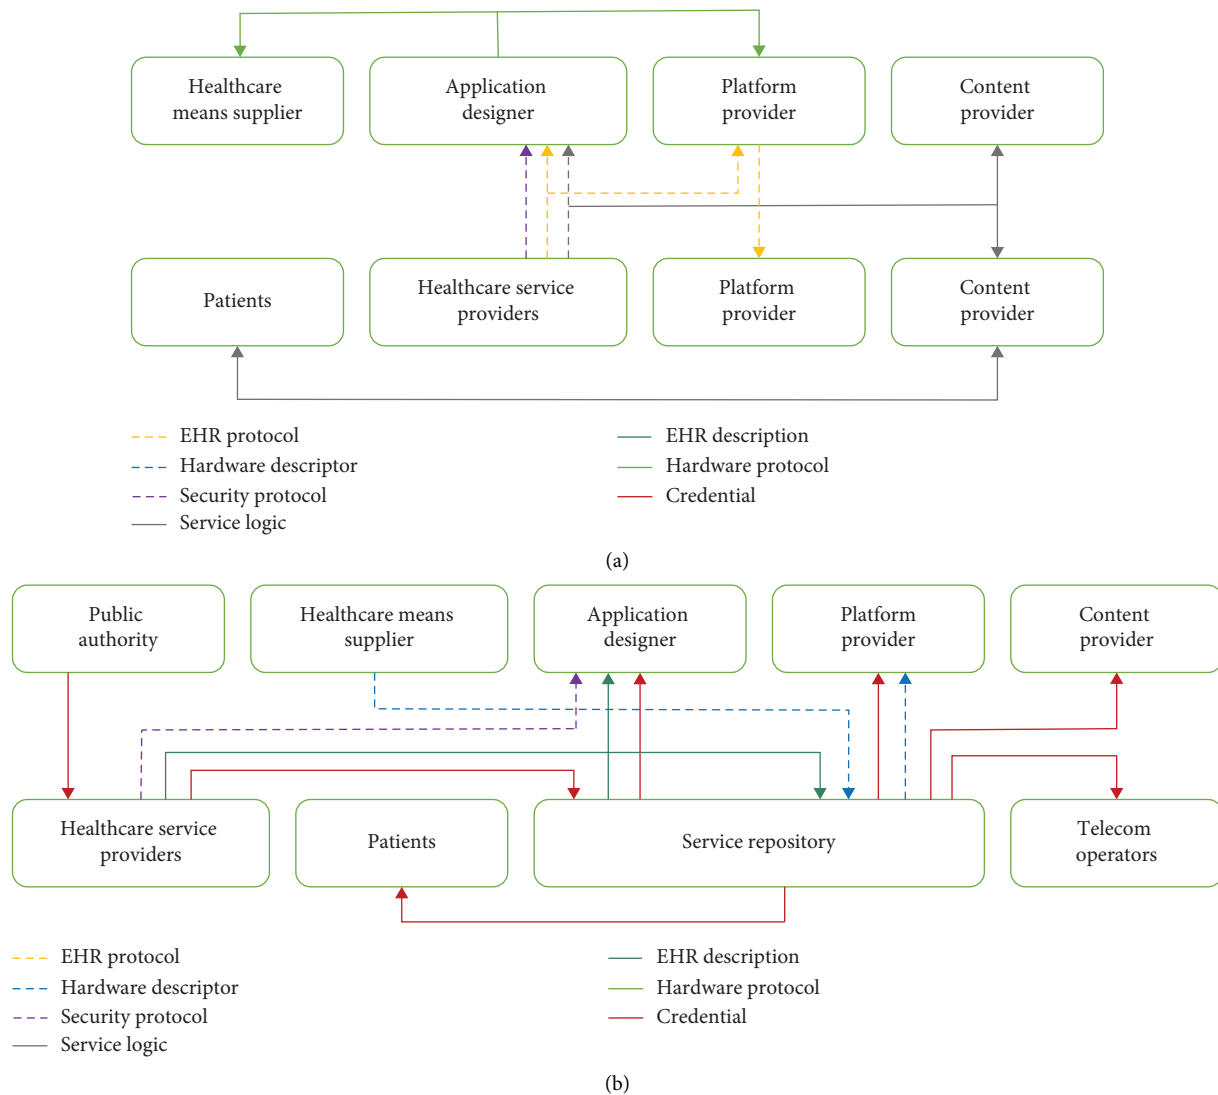 Healthcare
means supplier
Application
designer
Platform
provider
Content
provider
Patients
Healthcare service
providers
Platform
provider
Content
provider
EHR protocol
Hardware descriptor
Security protocol
Service logic
EHR description
Hardware protocol
Credential
(a)
Public
authority
Healthcare means
supplier
Application
designer
Platform
provider
Content
provider
Healthcare service
providers
Patients
Service repository
Telecom
operators
EHR protocol
Hardware descriptor
Security protocol
Service logic
EHR description
Hardware protocol
Credential
(b)